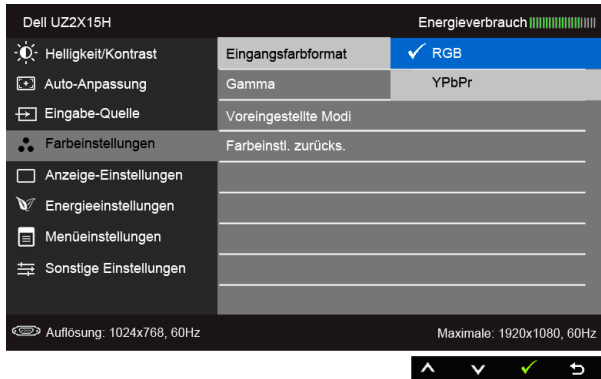 Dell UZ2X15H
Energieverbrauch
Helligkeit/Kontrast
Eingangsfarbformat
RGB
Auto-Anpassung
Gamma
YPbPr
Eingabe-Quelle
Voreingestellte Modi
Farbeinstellungen
Farbeinstl. zurücks.
Anzeige-Einstellungen
Energieeinstellungen
Menüeinstellungen
Sonstige Einstellungen
Auflösung: 1024x768, 60Hz
Maximale: 1920x1080, 60Hz